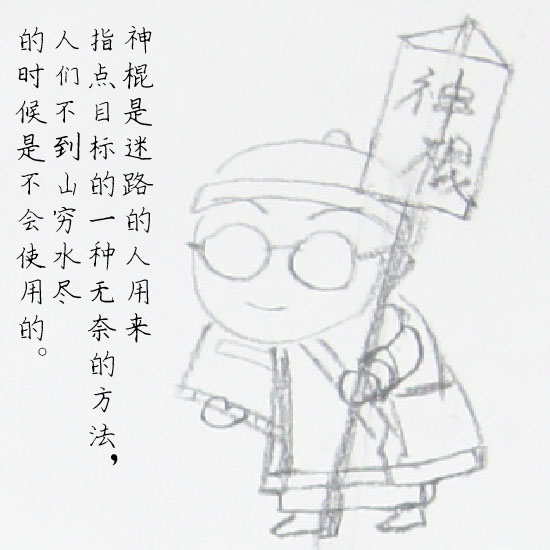 神棍是迷路的人用来
指点目标的一种无奈的方法，
人们不到山穷水尽
的时候是不会使用的。
神棍